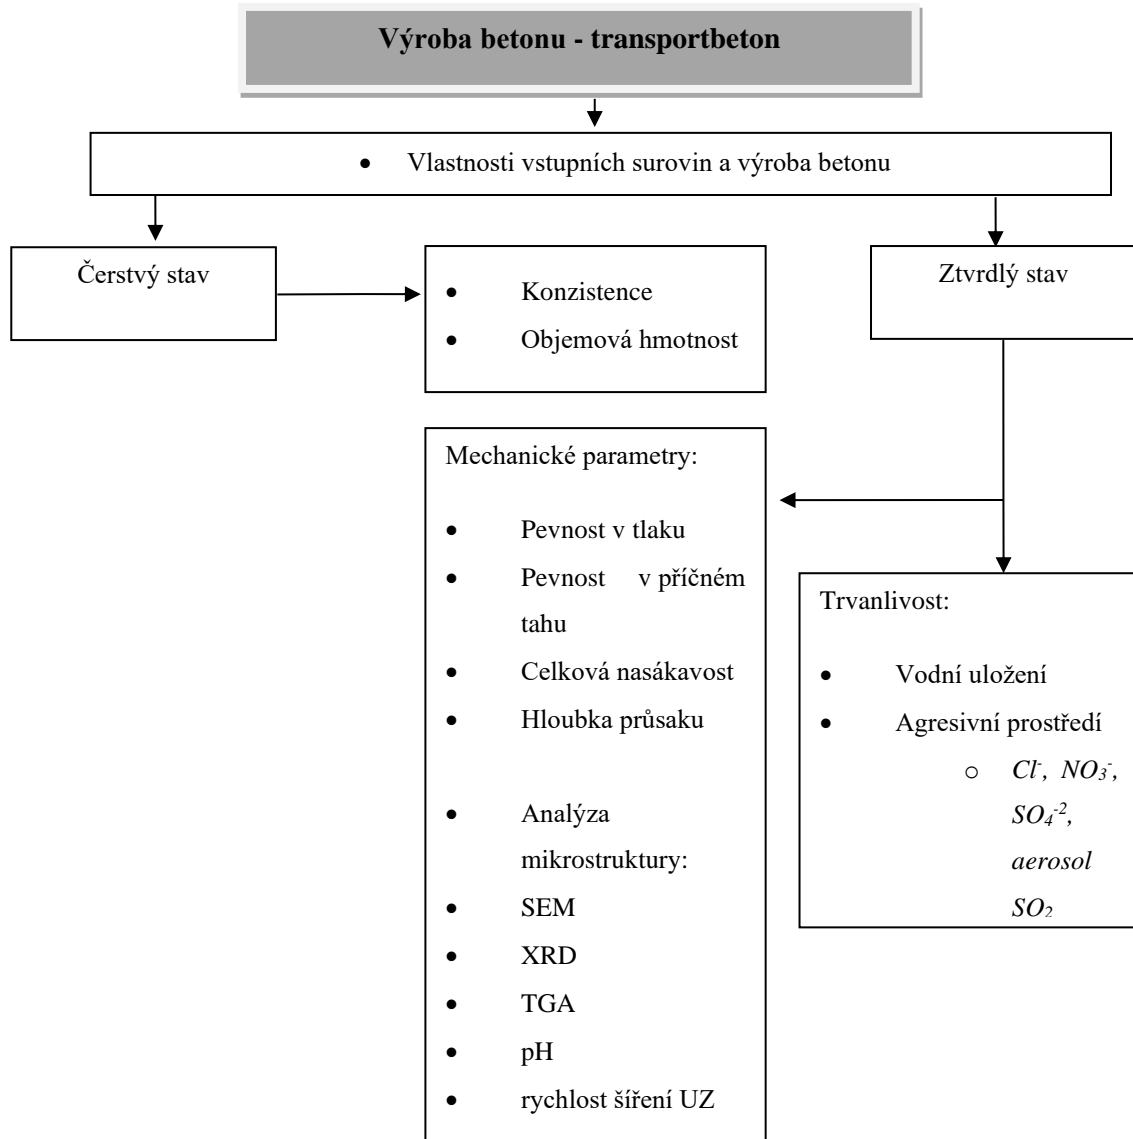 Výroba betonu - transportbeton
• Vlastnosti vstupních surovin a výroba betonu
Čerstvý stav
• Konzistence
• Objemová hmotnost
Ztvrdlý stav
Mechanické parametry:
• Pevnost v tlaku
• Pevnost v příčném
tahu
• Celková nasákavost
• Hloubka průsaku
• Analýza
mikrostruktury:
• SEM
• XRD
• TGA
• pH
• rychlost šíření UZ
Trvanlivost:
• Vodní uložení
• Agresivní prostředí
o Cl⁻, NO₃⁻,
SO₄⁻²,
aerosol
SO₂